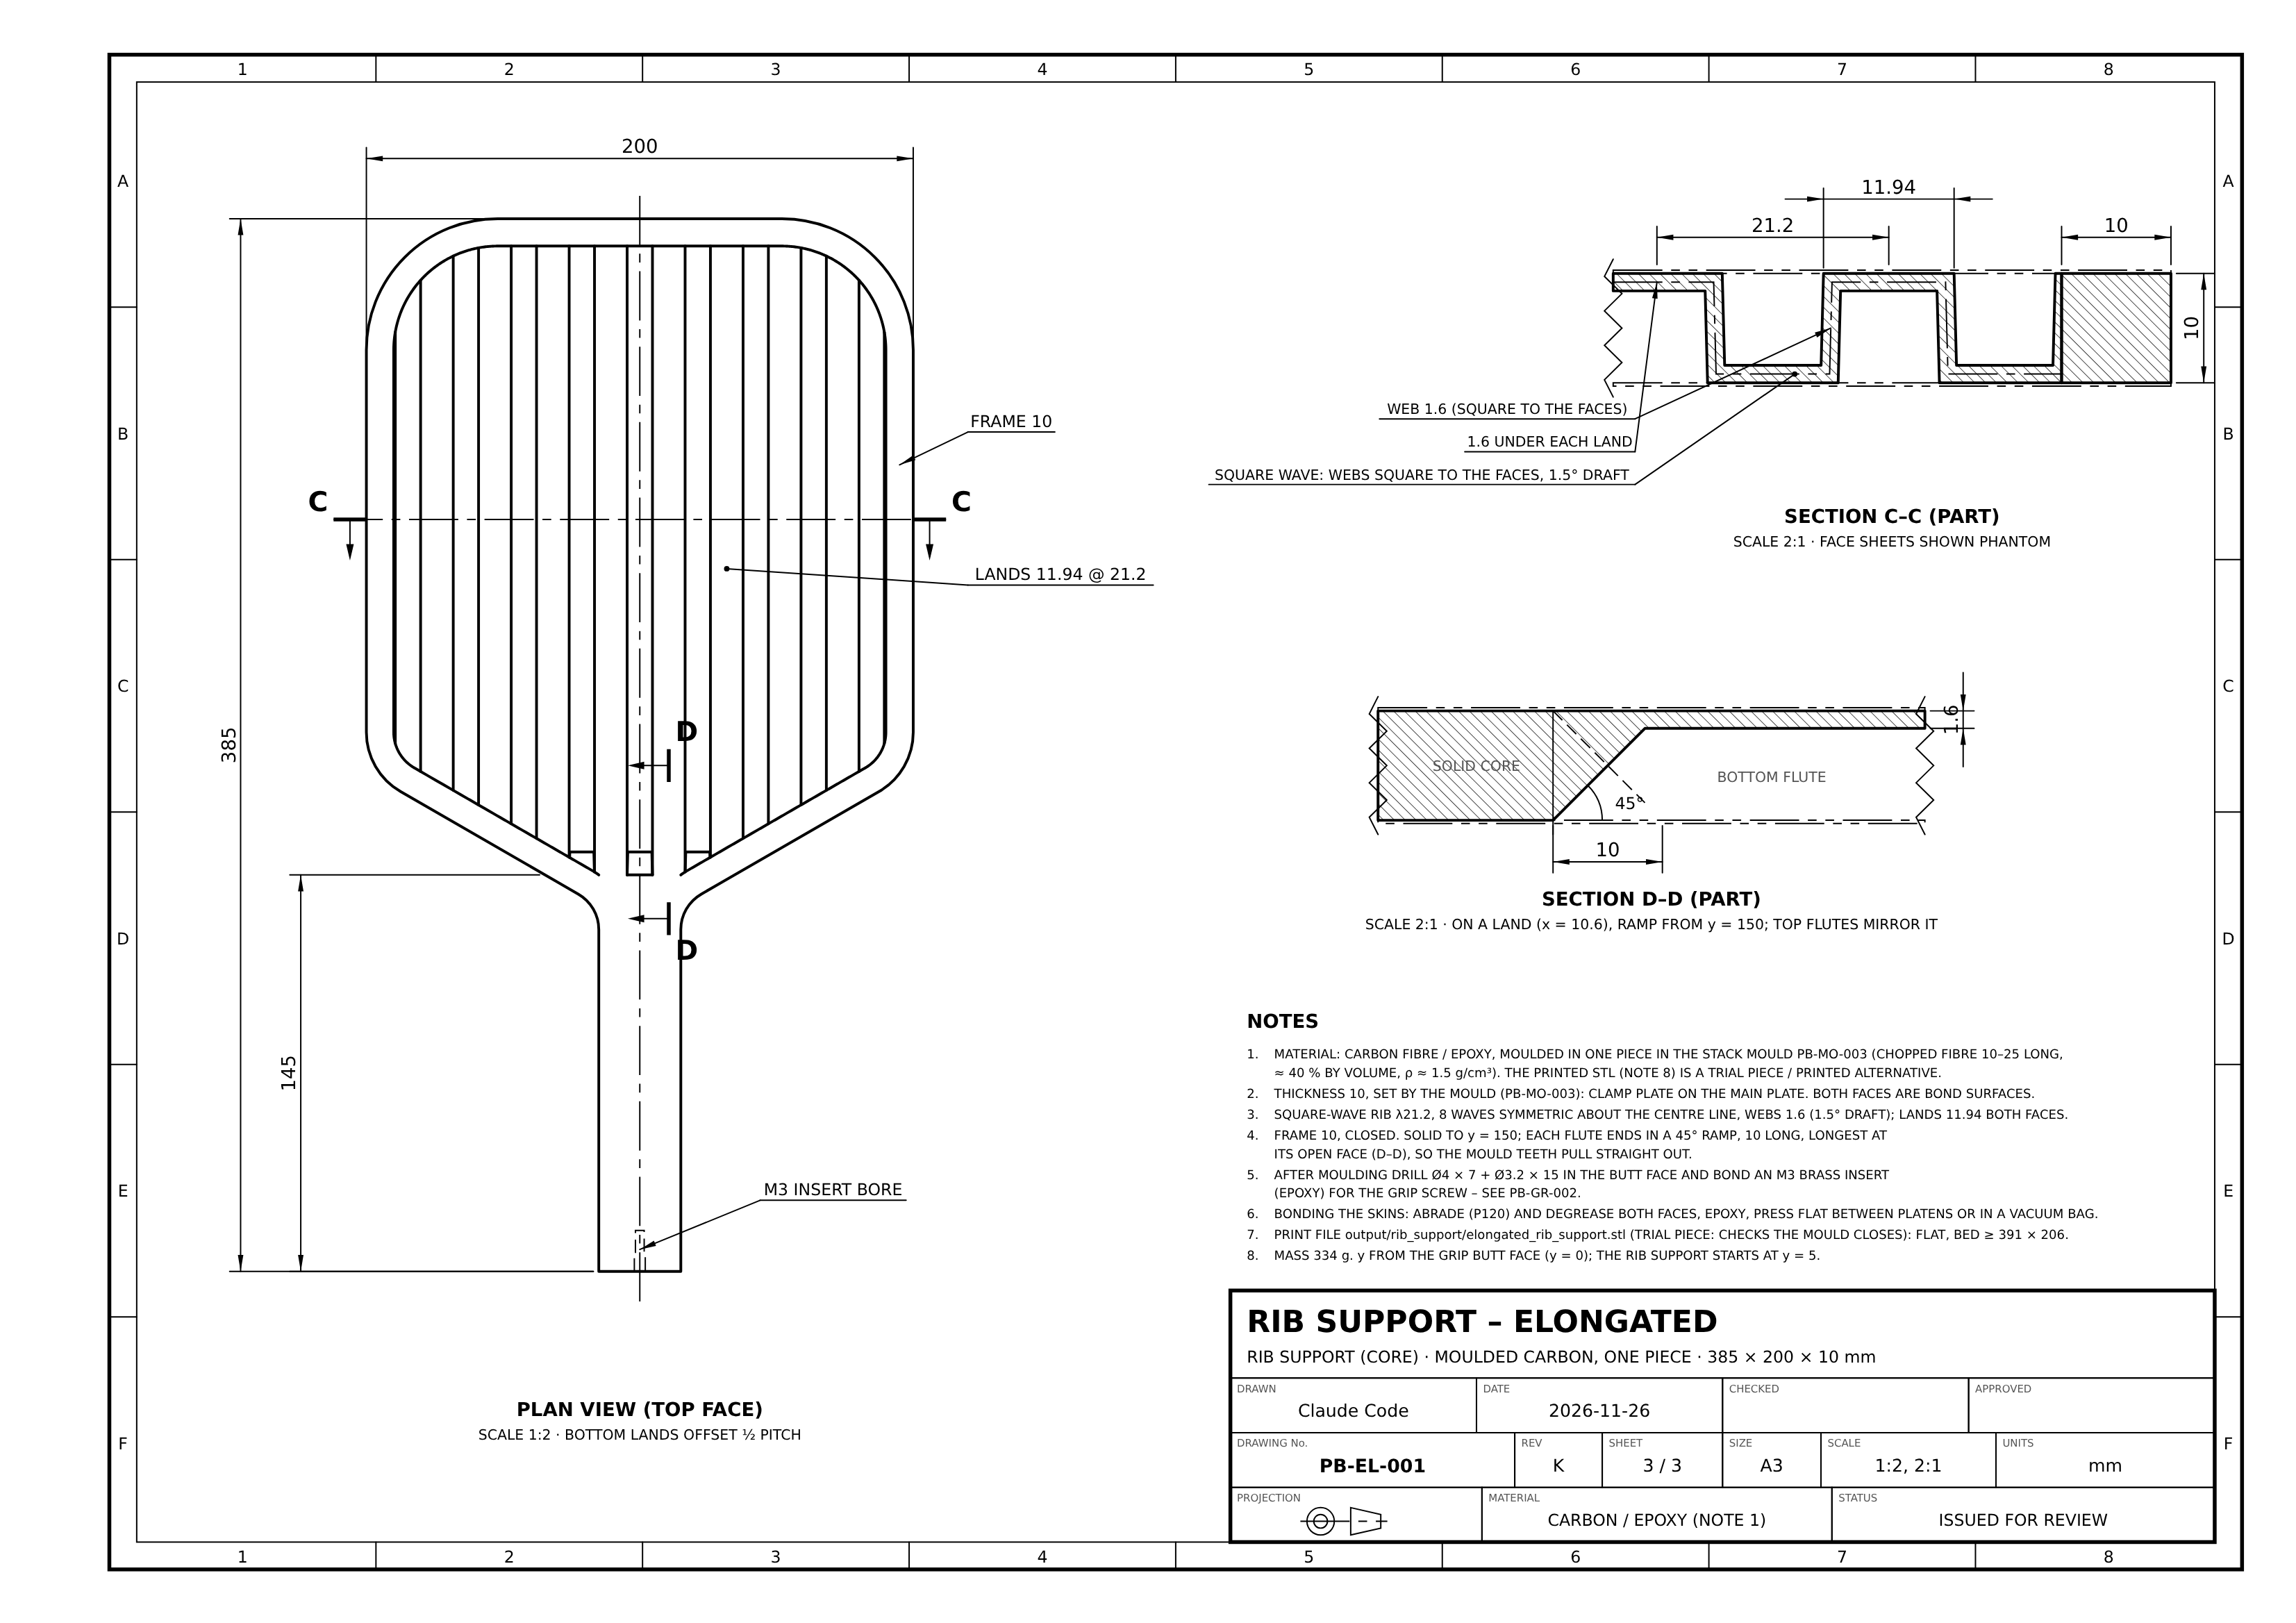 1 2 3 4 5 6 7 8
A A
B B
C C
D D
E E
F F
1 2 3 4 5 6 7 8
200
385
145
FRAME 10
C C
LANDS 11.94 @ 21.2
D
D
M3 INSERT BORE
PLAN VIEW (TOP FACE)
SCALE 1:2 · BOTTOM LANDS OFFSET ½ PITCH
11.94
21.2
10
10
WEB 1.6 (SQUARE TO THE FACES)
1.6 UNDER EACH LAND
SQUARE WAVE: WEBS SQUARE TO THE FACES, 1.5° DRAFT
SECTION C–C (PART)
SCALE 2:1 · FACE SHEETS SHOWN PHANTOM
1.6
SOLID CORE
BOTTOM FLUTE
45°
10
SECTION D–D (PART)
SCALE 2:1 · ON A LAND (x = 10.6), RAMP FROM y = 150; TOP FLUTES MIRROR IT
NOTES
1. MATERIAL: CARBON FIBRE / EPOXY, MOULDED IN ONE PIECE IN THE STACK MOULD PB-MO-003 (CHOPPED FIBRE 10–25 LONG,
≈ 40 % BY VOLUME, ρ ≈ 1.5 g/cm³). THE PRINTED STL (NOTE 8) IS A TRIAL PIECE / PRINTED ALTERNATIVE.
2. THICKNESS 10, SET BY THE MOULD (PB-MO-003): CLAMP PLATE ON THE MAIN PLATE. BOTH FACES ARE BOND SURFACES.
3. SQUARE-WAVE RIB λ21.2, 8 WAVES SYMMETRIC ABOUT THE CENTRE LINE, WEBS 1.6 (1.5° DRAFT); LANDS 11.94 BOTH FACES.
4. FRAME 10, CLOSED. SOLID TO y = 150; EACH FLUTE ENDS IN A 45° RAMP, 10 LONG, LONGEST AT
ITS OPEN FACE (D–D), SO THE MOULD TEETH PULL STRAIGHT OUT.
5. AFTER MOULDING DRILL Ø4 × 7 + Ø3.2 × 15 IN THE BUTT FACE AND BOND AN M3 BRASS INSERT
(EPOXY) FOR THE GRIP SCREW – SEE PB-GR-002.
6. BONDING THE SKINS: ABRADE (P120) AND DEGREASE BOTH FACES, EPOXY, PRESS FLAT BETWEEN PLATENS OR IN A VACUUM BAG.
7. PRINT FILE output/rib_support/elongated_rib_support.stl (TRIAL PIECE: CHECKS THE MOULD CLOSES): FLAT, BED ≥ 391 × 206.
8. MASS 334 g. y FROM THE GRIP BUTT FACE (y = 0); THE RIB SUPPORT STARTS AT y = 5.
RIB SUPPORT – ELONGATED
RIB SUPPORT (CORE) · MOULDED CARBON, ONE PIECE · 385 × 200 × 10 mm
DRAWN DATE CHECKED APPROVED
Claude Code 2026-11-26
DRAWING No. REV SHEET SIZE SCALE UNITS
PB-EL-001 K 3 / 3 A3 1:2, 2:1 mm
PROJECTION MATERIAL STATUS
CARBON / EPOXY (NOTE 1) ISSUED FOR REVIEW